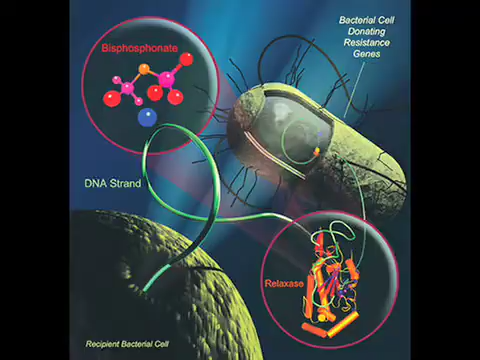 Bacterial Cell
Donating
Resistance
Genes
Bisphosphonate
DNA Strand
Relaxase
Recipient Bacterial Cell